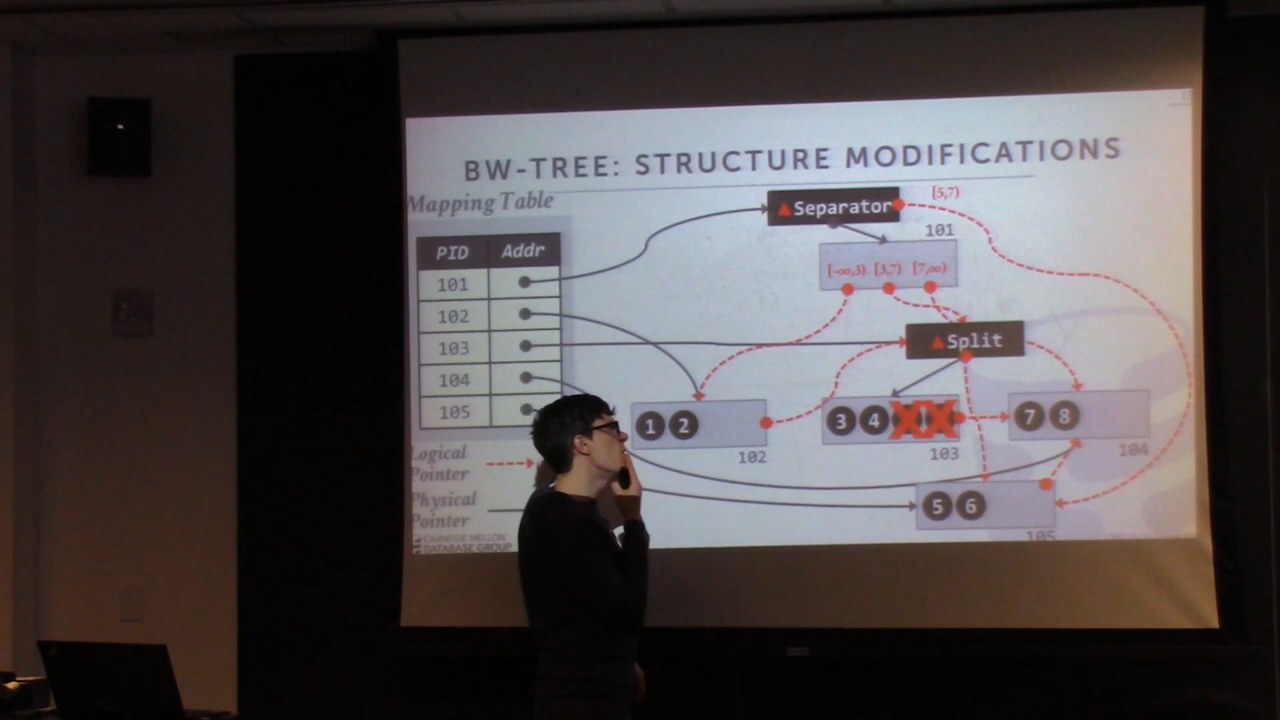 BW-TREE: STRUCTURE MODIFICATIONS
Mapping Table
PID Addr
101
102
103
104
105
▲Separator
[5,7)
101
[-∞,3) [3,7) [7,∞)
▲Split
1 2
102
3 4 X X
103
7 8
104
5 6
105
Logical
Pointer
Physical
Pointer
CARNEGIE MELLON
DATABASE GROUP